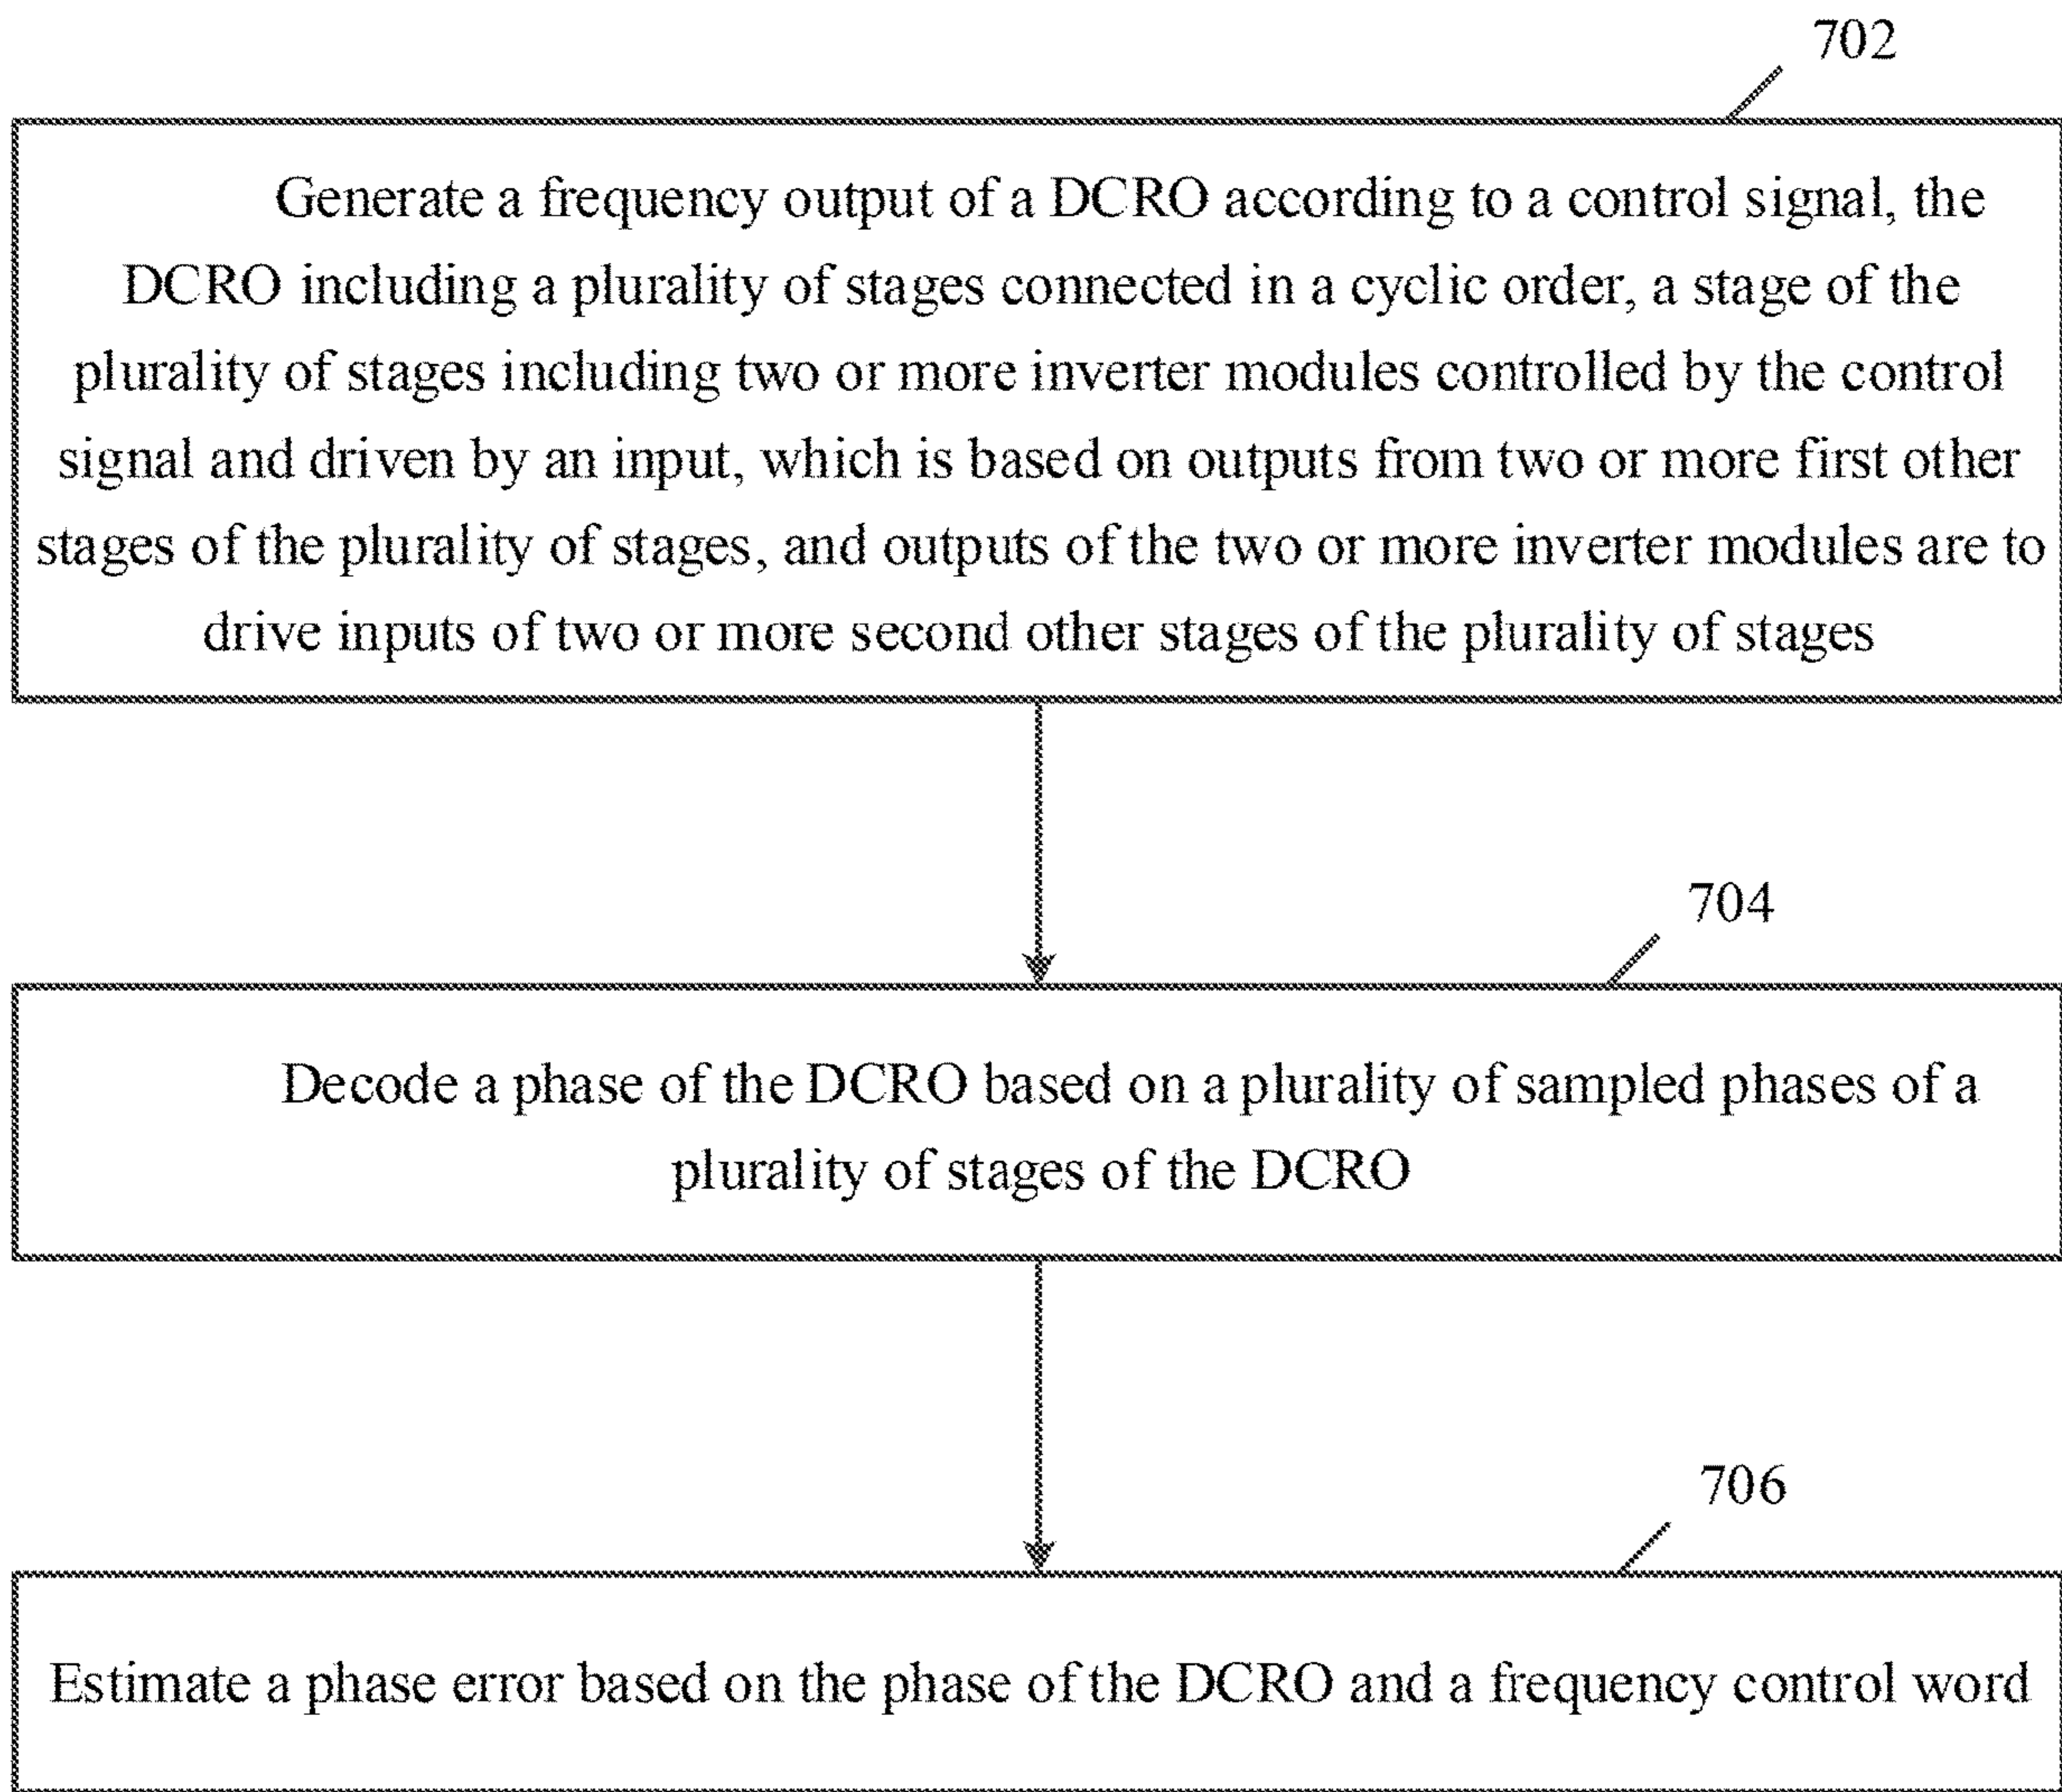 702
Generate a frequency output of a DCRO according to a control signal, the
DCRO including a plurality of stages connected in a cyclic order, a stage of the
plurality of stages including two or more inverter modules controlled by the control
signal and driven by an input, which is based on outputs from two or more first other
stages of the plurality of stages, and outputs of the two or more inverter modules are to
drive inputs of two or more second other stages of the plurality of stages
704
Decode a phase of the DCRO based on a plurality of sampled phases of a
plurality of stages of the DCRO
706
Estimate a phase error based on the phase of the DCRO and a frequency control word